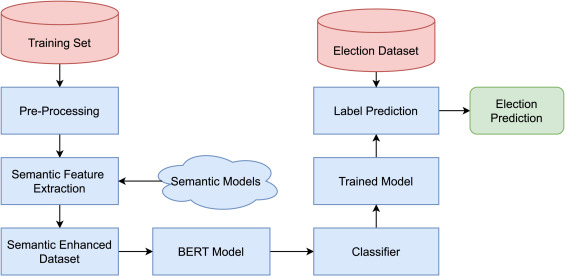 Training Set
Pre-Processing
Semantic Feature
Extraction
Semantic Models
Semantic Enhanced
Dataset
BERT Model
Classifier
Trained Model
Label Prediction
Election Dataset
Election
Prediction